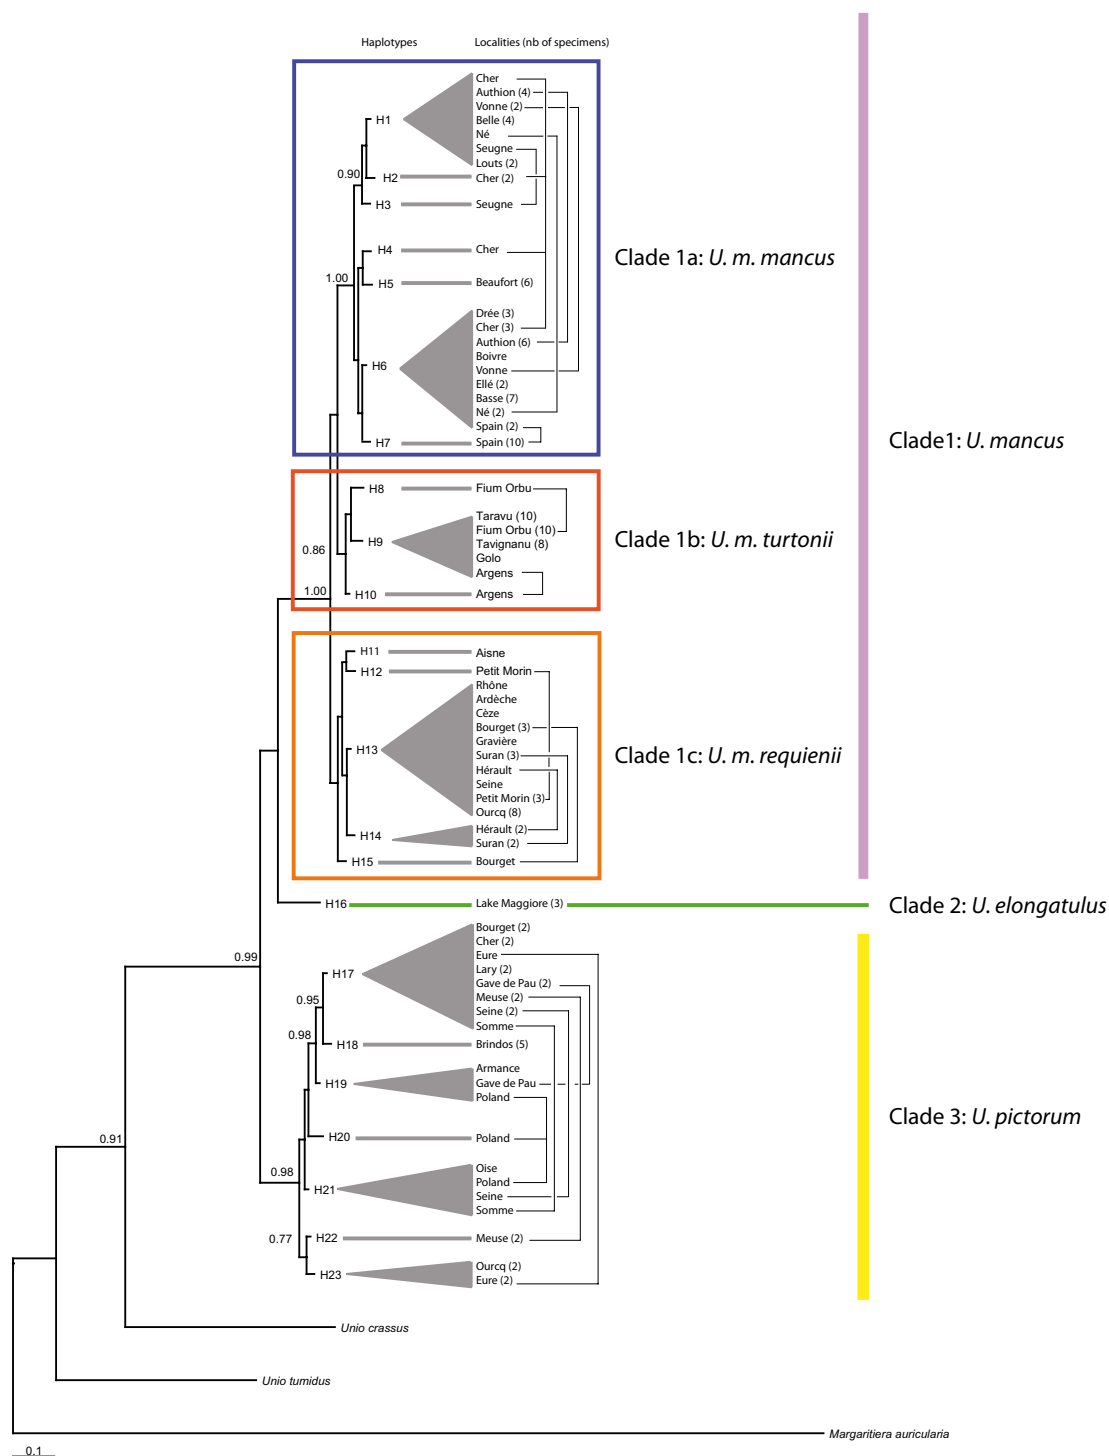 Haplotypes Localities (nb of specimens)
Cher
Authion (4)
Vonne (2)
H1 Belle (4)
Né
Seugne
Louts (2)
0.90 H2 Cher (2)
H3 Seugne
H4 Cher
Clade 1a: U. m. mancus
1.00 H5 Beaufort (6)
Drée (3)
Cher (3)
Authion (6)
Boivre
H6 Vonne
Ellé (2)
Basse (7)
Né (2)
Spain (2)
H7 Spain (10)
Clade1: U. mancus
H8 Fium Orbu
Taravu (10)
Fium Orbu (10)
H9 Tavignanu (8)
Clade 1b: U. m. turtonii
0.86 Golo
Argens
1.00 H10 Argens
H11 Aisne
H12 Petit Morin
Rhône
Ardèche
Cèze
Bourget (3)
Gravière
H13 Suran (3)
Clade 1c: U. m. requienii
Hérault
Seine
Petit Morin (3)
Ourcq (8)
H14 Hérault (2)
Suran (2)
H15 Bourget
H16 Lake Maggiore (3)
Clade 2: U. elongatulus
Bourget (2)
Cher (2)
0.99 Eure
H17 Lary (2)
Gave de Pau (2)
0.95 Meuse (2)
Seine (2)
Somme
0.98 H18 Brindos (5)
Armance
H19 Gave de Pau
Poland
Clade 3: U. pictorum
0.91 H20 Poland
Oise
0.98 Poland
H21 Seine
Somme
0.77 H22 Meuse (2)
Ourcq (2)
H23 Eure (2)
Unio crassus
Unio tumidus
Margaritiera auricularia
0.1